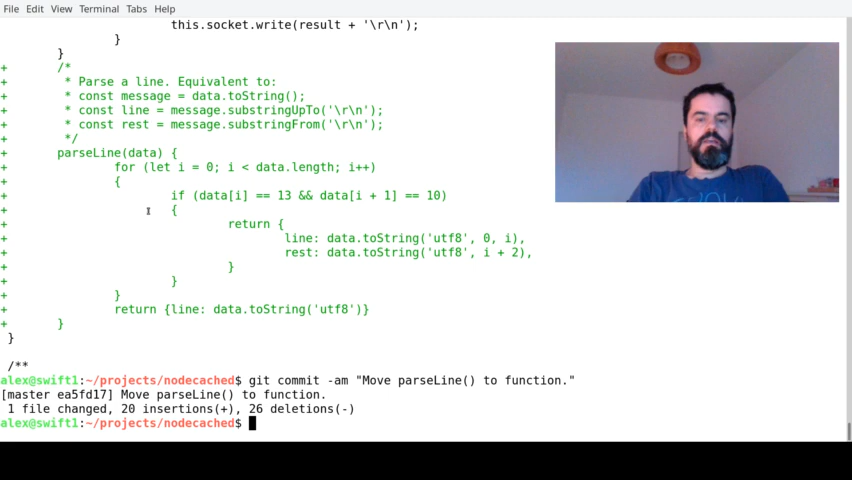 File Edit View Terminal Tabs Help
this.socket.write(result + '\r\n');
}
}
+ /*
+ * Parse a line. Equivalent to:
+ * const message = data.toString();
+ * const line = message.substringUpTo('\r\n');
+ * const rest = message.substringFrom('\r\n');
+ */
+ parseLine(data) {
+ for (let i = 0; i < data.length; i++)
+ {
+ if (data[i] == 13 && data[i + 1] == 10)
+ {
+ return {
+ line: data.toString('utf8', 0, i),
+ rest: data.toString('utf8', i + 2),
+ }
+ }
+ }
+ return {line: data.toString('utf8')}
+ }
}
/**
alex@swift1:~/projects/nodecached$ git commit -am "Move parseLine() to function."
[master ea5fd17] Move parseLine() to function.
1 file changed, 20 insertions(+), 26 deletions(-)
alex@swift1:~/projects/nodecached$